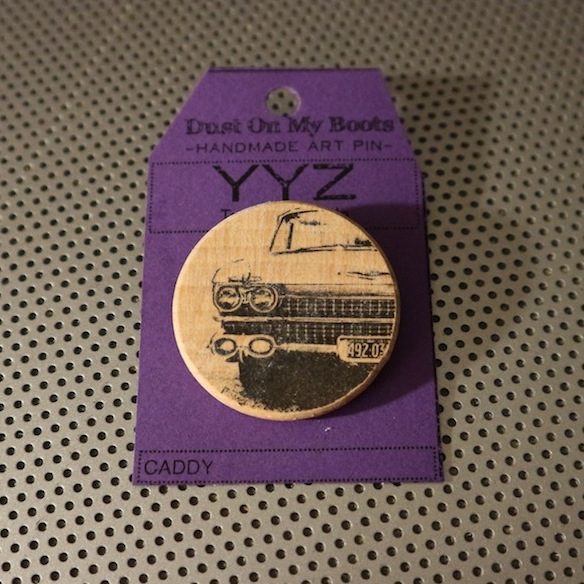 Dust On My Boots
-HANDMADE ART PIN-
YYZ
492-03
CADDY